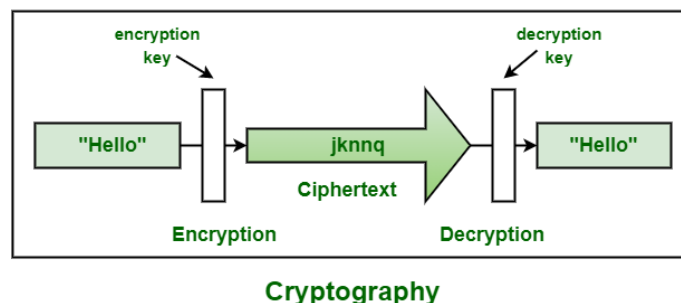 encryption
key
decryption
key
"Hello"
jknnq
"Hello"
Ciphertext
Encryption
Decryption
Cryptography